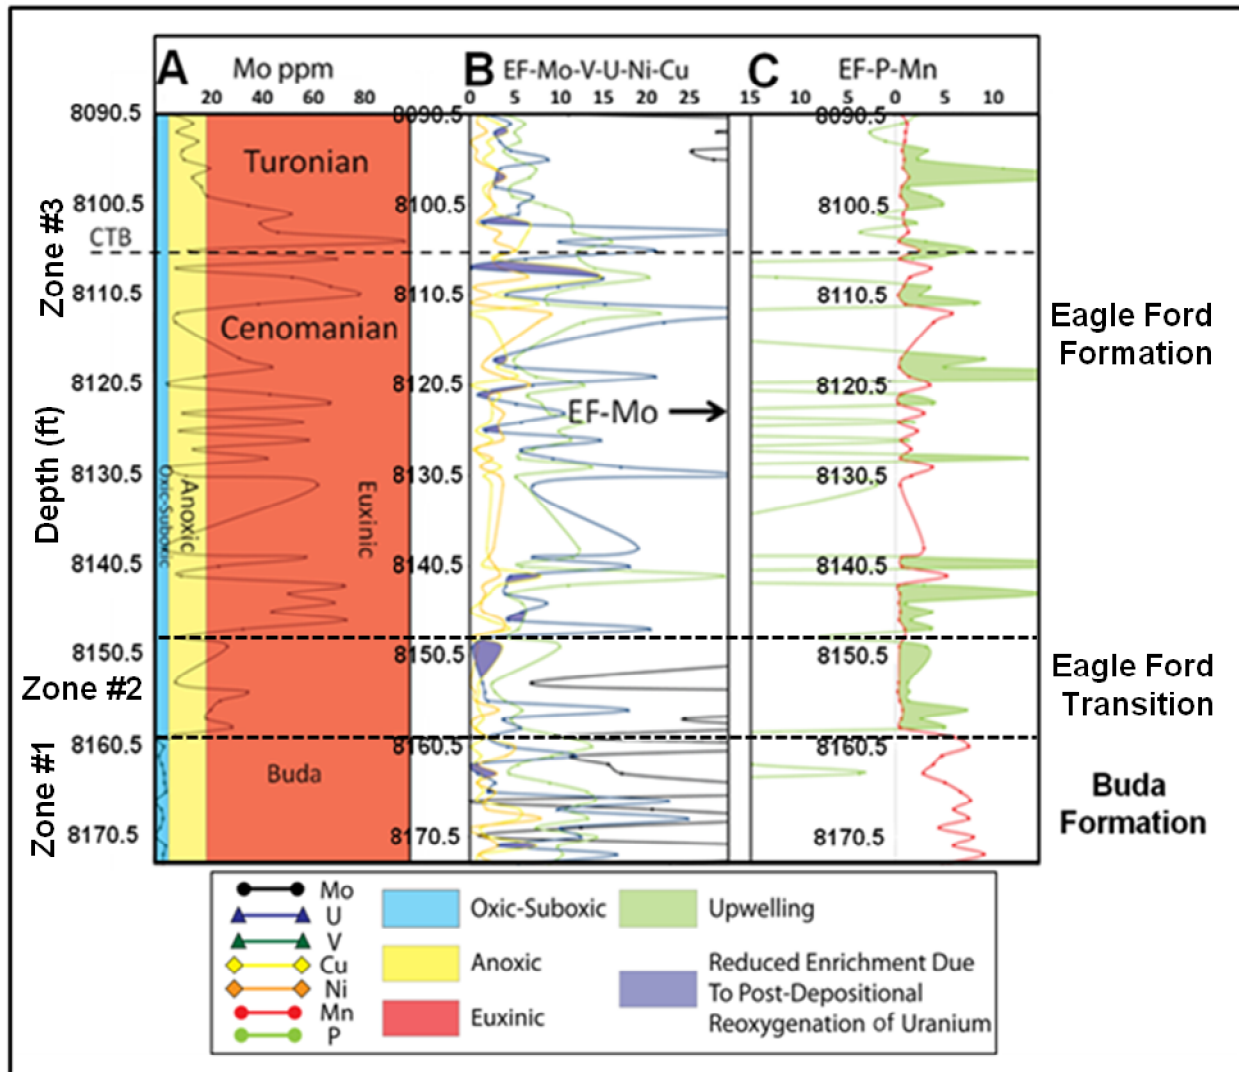 A Mo ppm
20 40 60 80
B EF-Mo-V-U-Ni-Cu
0 5 10 15 20 25
C EF-P-Mn
15 10 5 0 5 10
8090.5
8100.5
CTB
8110.5
8120.5
8130.5
8140.5
8150.5
8160.5
8170.5
Zone #3
Depth (ft)
Zone #2
Zone #1
Turonian
Cenomanian
Oxic-Suboxic
Anoxic
Euxinic
Buda
8090.5
8100.5
8110.5
8120.5
8130.5
8140.5
8150.5
8160.5
8170.5
EF-Mo
8090.5
8100.5
8110.5
8120.5
8130.5
8140.5
8150.5
8160.5
8170.5
Eagle Ford
Formation
Eagle Ford
Transition
Buda
Formation
Mo
U
V
Cu
Ni
Mn
P
Oxic-Suboxic
Anoxic
Euxinic
Upwelling
Reduced Enrichment Due
To Post-Depositional
Reoxygenation of Uranium